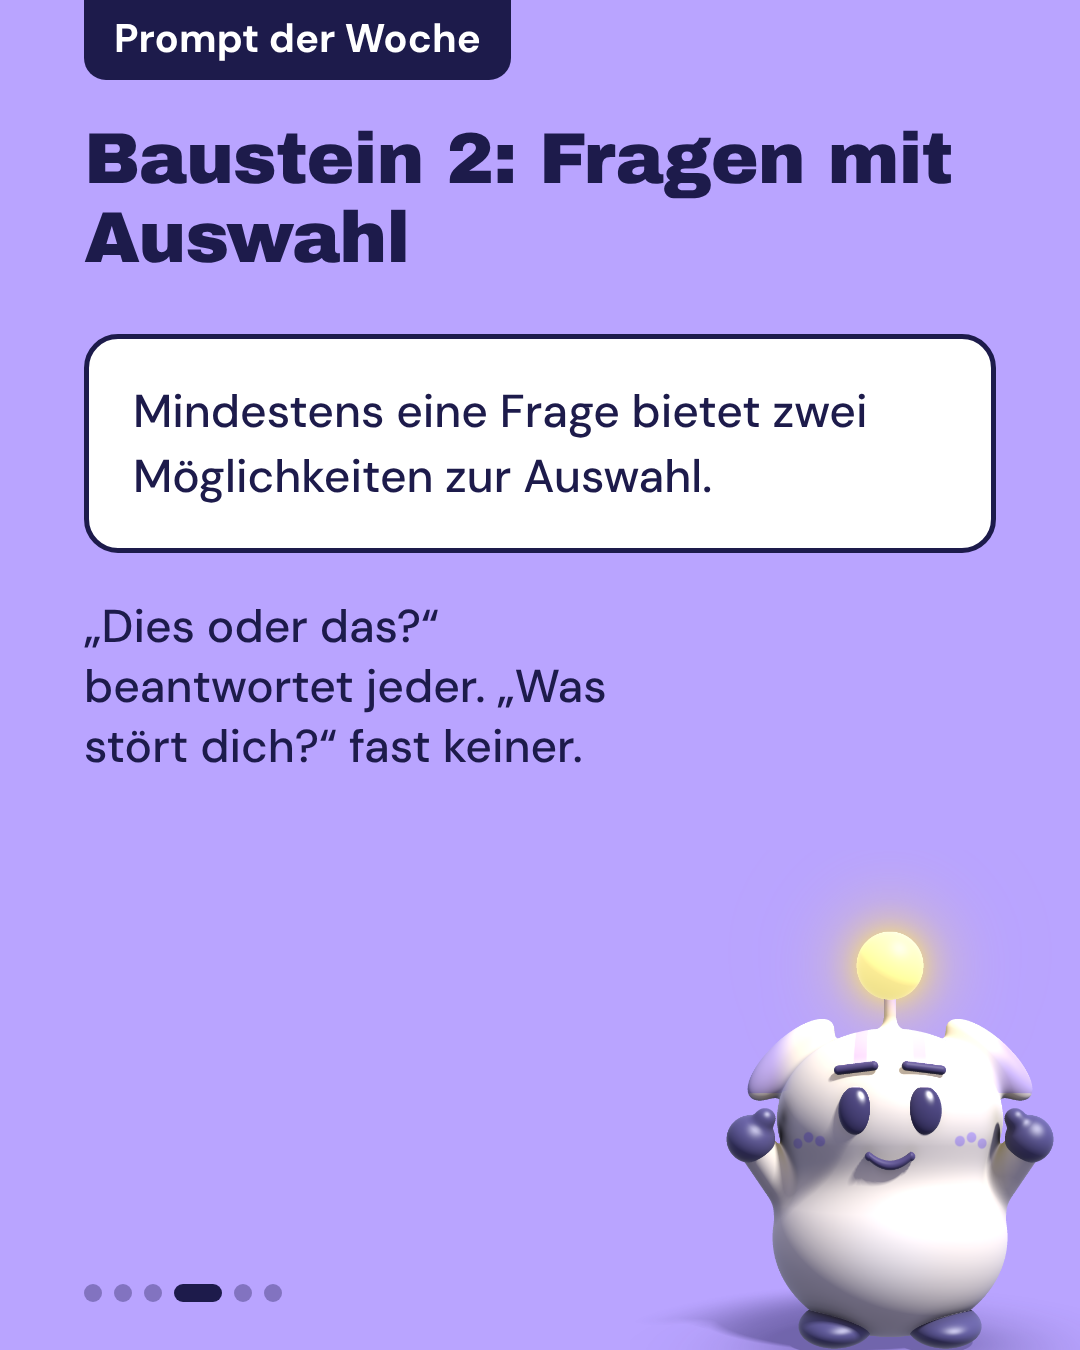 Prompt der Woche
Baustein 2: Fragen mit
Auswahl
Mindestens eine Frage bietet zwei
Möglichkeiten zur Auswahl.
„Dies oder das?“
beantwortet jeder. „Was
stört dich?“ fast keiner.